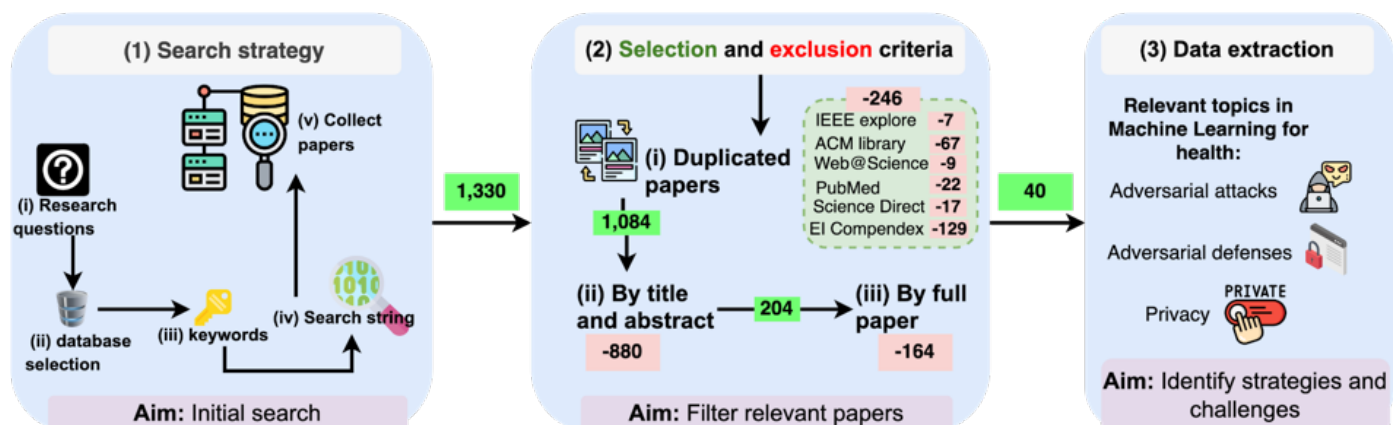 (1) Search strategy
(v) Collect
papers
(i) Research
questions
(ii) database
selection
(iii) keywords
(iv) Search string
1010
Aim: Initial search
1,330
(2) Selection and exclusion criteria
(i) Duplicated
papers
-246
IEEE explore -7
ACM library -67
Web@Science -9
PubMed -22
Science Direct -17
EI Compendex -129
1,084
(ii) By title
and abstract
-880
204
(iii) By full
paper
-164
Aim: Filter relevant papers
40
(3) Data extraction
Relevant topics in
Machine Learning for
health:
Adversarial attacks
Adversarial defenses
PRIVATE
Privacy
Aim: Identify strategies and
challenges